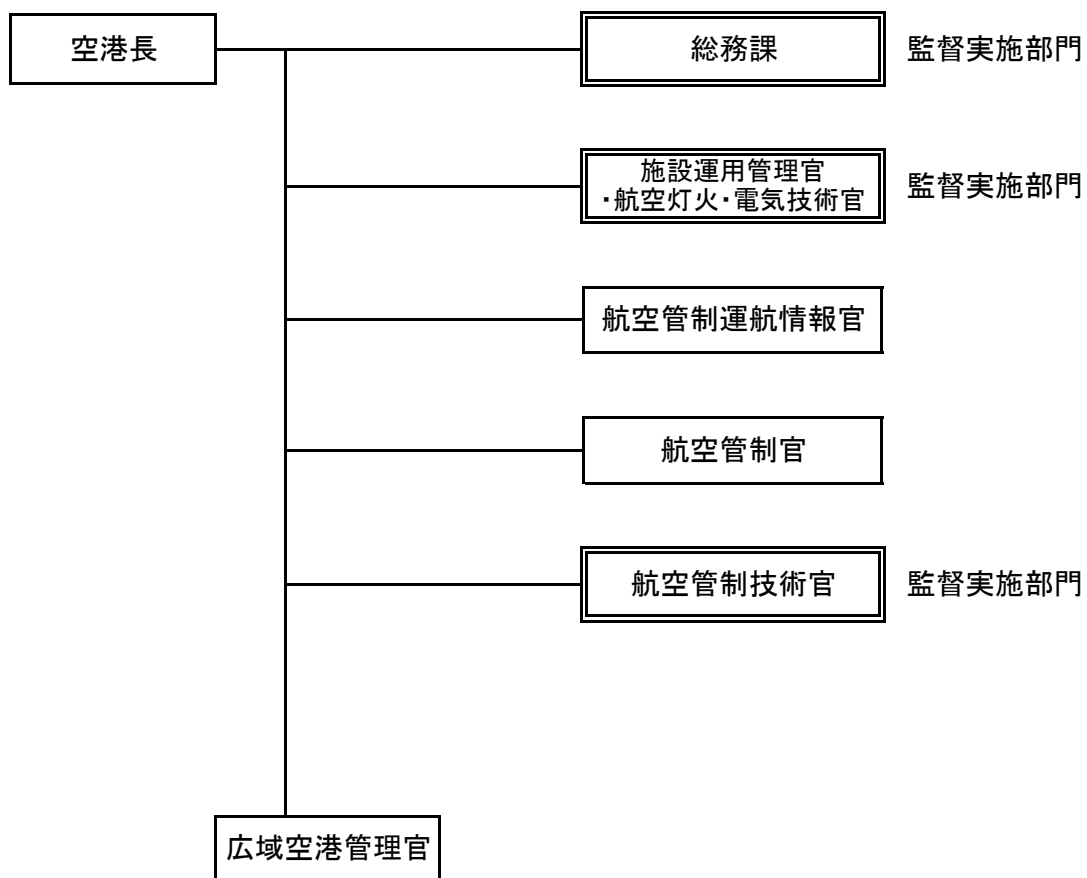 空港長
総務課
監督実施部門
施設運用管理官
・航空灯火・電気技術官
監督実施部門
航空管制運航情報官
航空管制官
航空管制技術官
監督実施部門
広域空港管理官